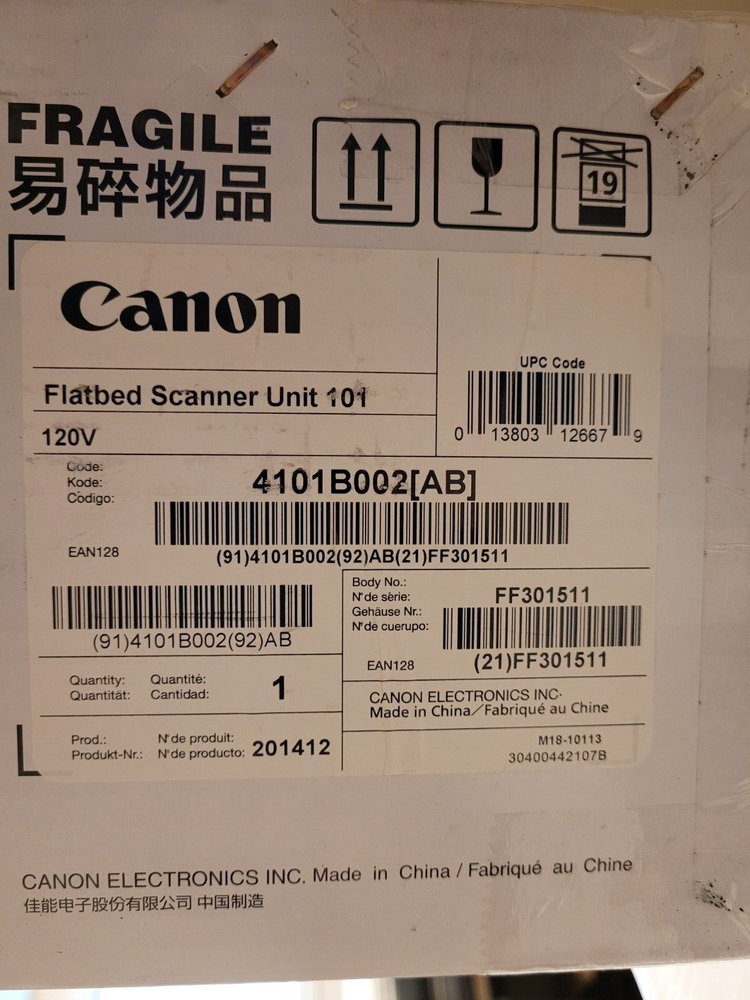 FRAGILE
易碎物品
19
Canon
Flatbed Scanner Unit 101
120V
UPC Code
0 13803 12667 9
Code:
Kode:
Código:
4101B002[AB]
EAN128
(91)4101B002(92)AB(21)FF301511
(91)4101B002(92)AB
Body No.:
N°de série:
Gehäuse Nr.:
N°de cuerupo:
FF301511
EAN128
(21)FF301511
Quantity: Quantité:
Quantität: Cantidad:
1
CANON ELECTRONICS INC.
Made in China/Fabriqué au Chine
Prod.: N°de produit:
Produkt-Nr.: N°de producto: 201412
M18-10113
30400442107B
CANON ELECTRONICS INC. Made in China / Fabriqué au Chine
佳能电子股份有限公司 中国制造